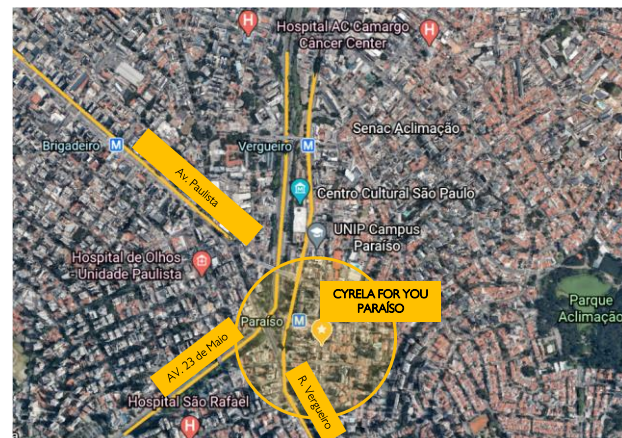 Hospital AC Camargo
Câncer Center
Senac Aclimação
Brigadeiro M
Vergueiro M
Av. Paulista
Centro Cultural São Paulo
UNIP Campus
Paraíso
Hospital de Olhos
- Unidade Paulista
CYRELA FOR YOU
PARAÍSO
Parque
Aclimação
Paraíso M
AV. 23 de Maio
R. Vergueiro
Hospital São Rafael